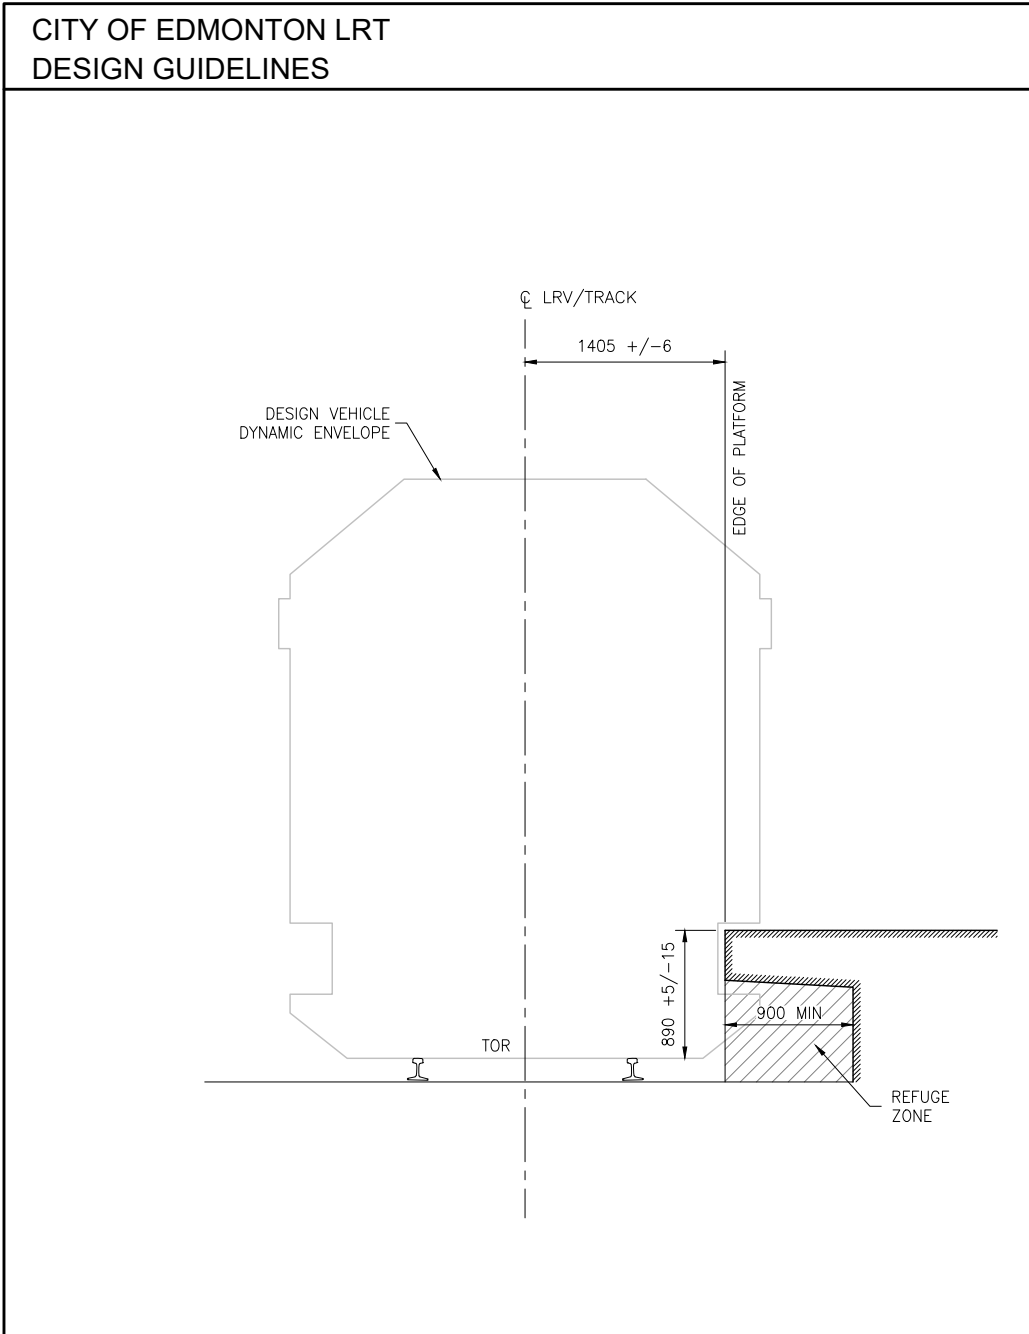 CITY OF EDMONTON LRT
DESIGN GUIDELINES
℄ LRV/TRACK
1405 +/-6
EDGE OF PLATFORM
DESIGN VEHICLE
DYNAMIC ENVELOPE
890 +5/-15
900 MIN
TOR
REFUGE
ZONE